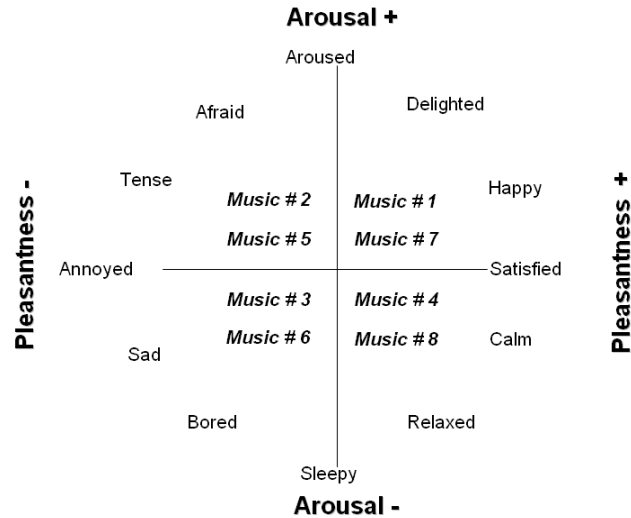 Arousal +
Aroused
Afraid
Delighted
Tense
Happy
Music # 2
Music # 1
Music # 5
Music # 7
Pleasantness -
Annoyed
Satisfied
Pleasantness +
Music # 3
Music # 4
Music # 6
Music # 8
Calm
Sad
Bored
Relaxed
Sleepy
Arousal -